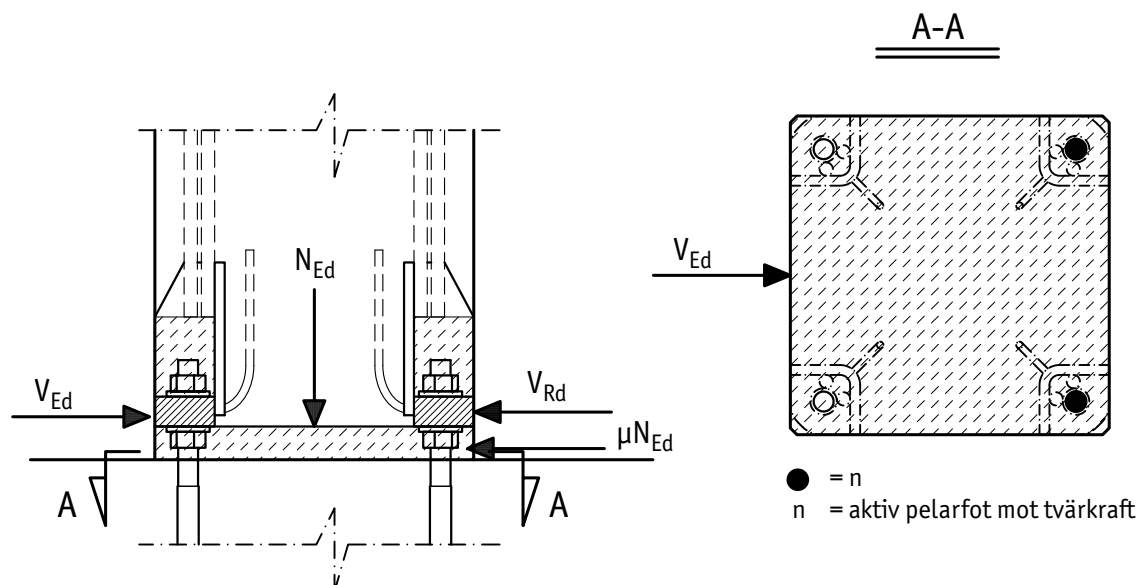 A-A
N_Ed
V_Ed
V_Ed
V_Rd
μN_Ed
A
A
= n
n = aktiv pelarfot mot tvärkraft